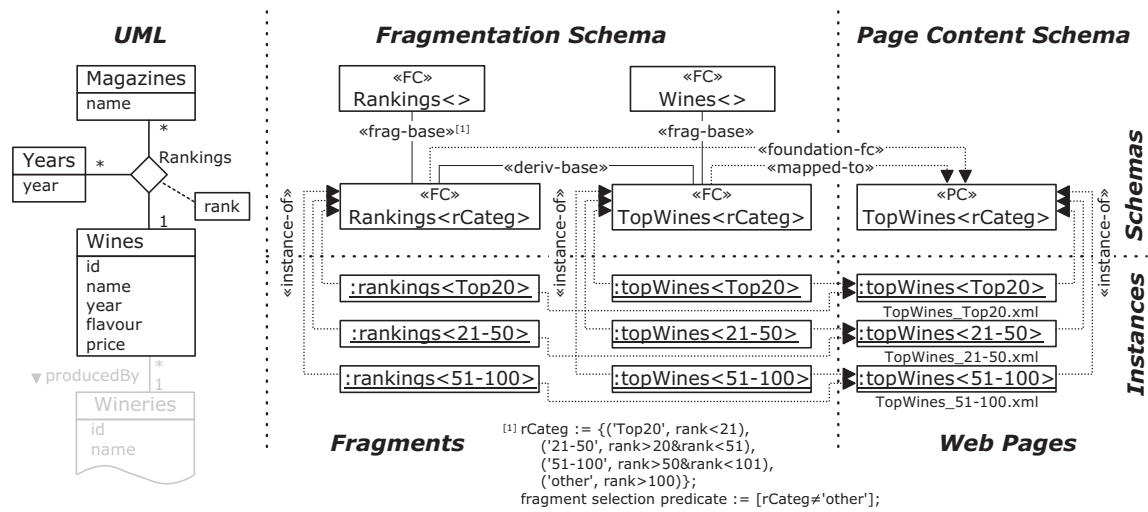 UML
Fragmentation Schema
Page Content Schema
Magazines
name
*
Years
year
*
Rankings
rank
1
Wines
id
name
year
flavour
price
*
▼ producedBy
1
Wineries
id
name
«FC»
Rankings<>
«FC»
Wines<>
«frag-base»[1]
«frag-base»
«foundation-fc»
«deriv-base»
«mapped-to»
«instance-of»
«FC»
Rankings<rCateg>
«instance-of»
«FC»
TopWines<rCateg>
«PC»
TopWines<rCateg>
«instance-of»
Schemas
Instances
:rankings<Top20>
:topWines<Top20>
:topWines<Top20>
TopWines_Top20.xml
:rankings<21-50>
:topWines<21-50>
:topWines<21-50>
TopWines_21-50.xml
:rankings<51-100>
:topWines<51-100>
:topWines<51-100>
TopWines_51-100.xml
Fragments
Web Pages
[1] rCateg := {('Top20', rank<21),
('21-50', rank>20&rank<51),
('51-100', rank>50&rank<101),
('other', rank>100)};
fragment selection predicate := [rCateg≠'other'];